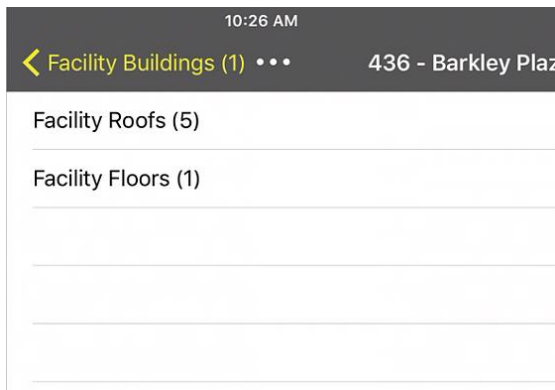 10:26 AM
Facility Buildings (1) ••• 436 - Barkley Plaz
Facility Roofs (5)
Facility Floors (1)